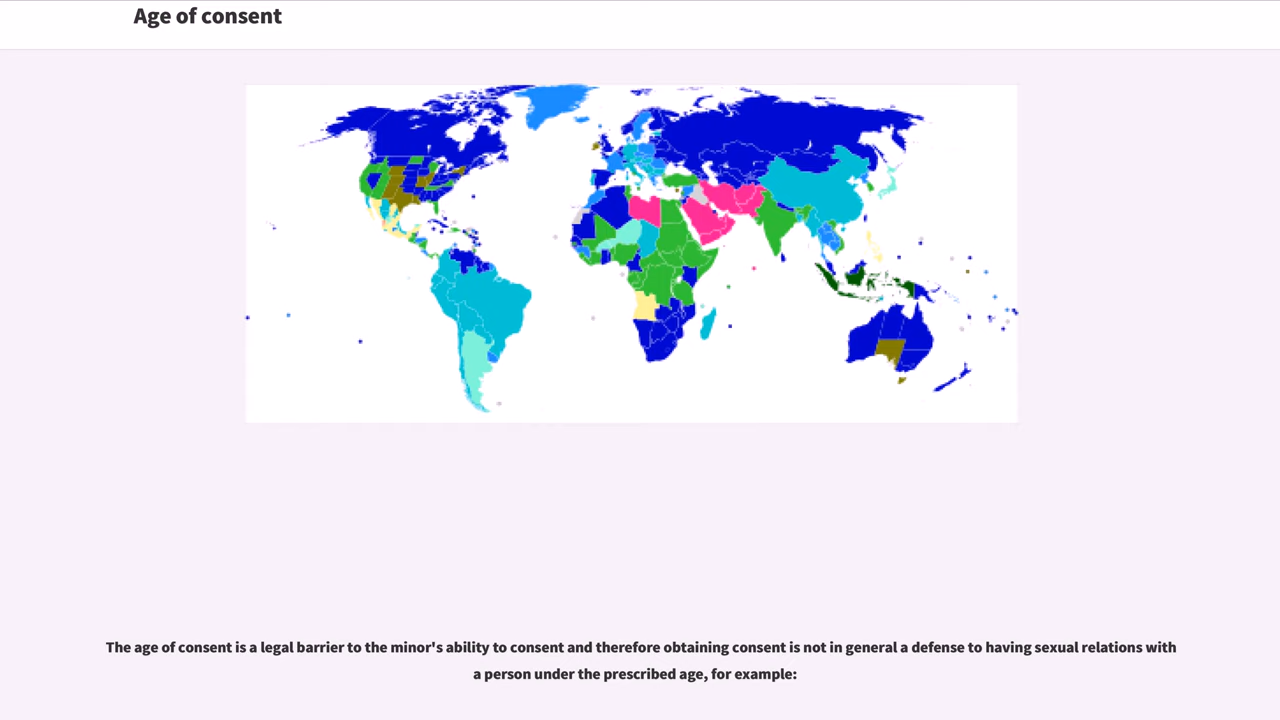 Age of consent
The age of consent is a legal barrier to the minor's ability to consent and therefore obtaining consent is not in general a defense to having sexual relations with
a person under the prescribed age, for example: